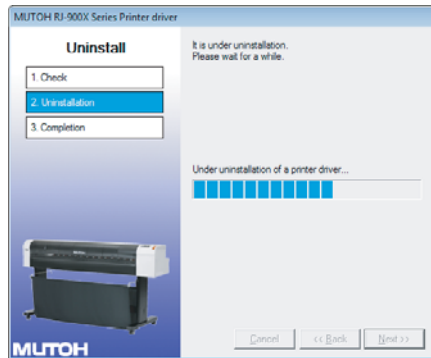 MUTOH RJ-900X Series Printer driver
Uninstall
1. Check
2. Uninstallation
3. Completion
It is under uninstallation.
Please wait for a while.
Under uninstallation of a printer driver...
MUTOH
Cancel
<< Back
Next >>